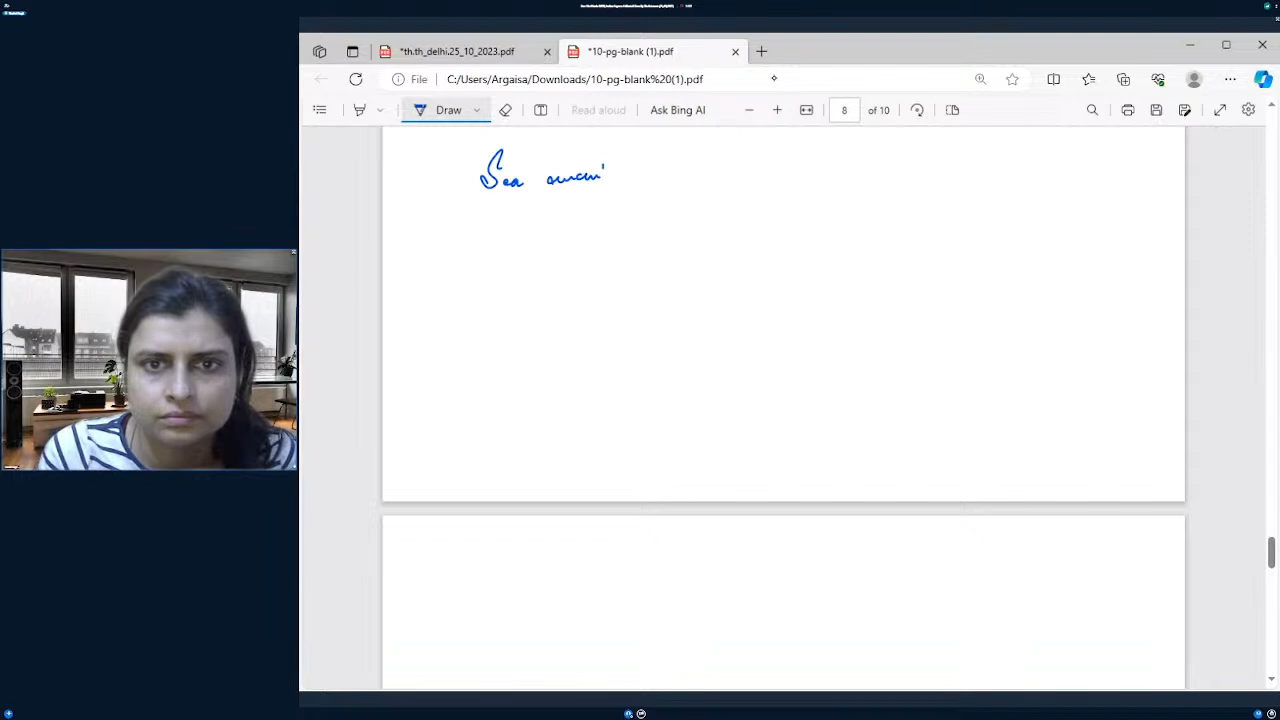 *th.th_delhi.25_10_2023.pdf
*10-pg-blank (1).pdf
File
C:/Users/Argaisa/Downloads/10-pg-blank%20(1).pdf
Draw
Read aloud
Ask Bing AI
8
of 10
Sea